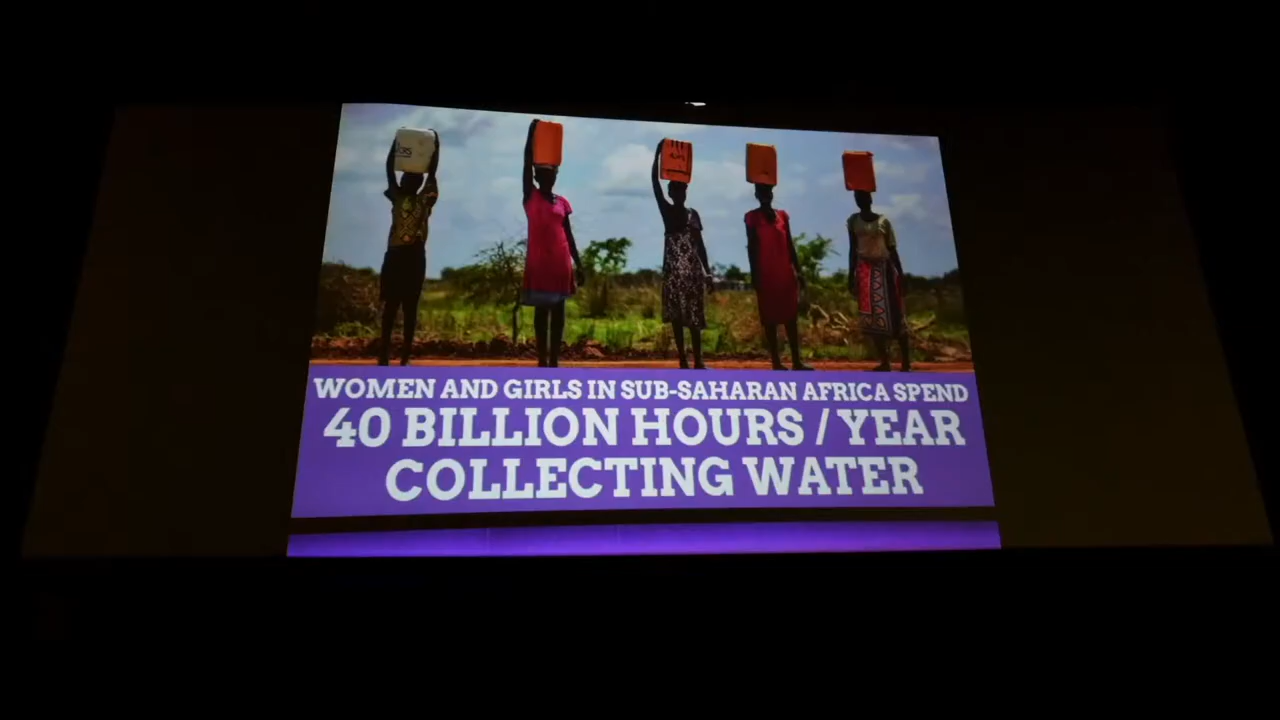 WOMEN AND GIRLS IN SUB-SAHARAN AFRICA SPEND
40 BILLION HOURS / YEAR
COLLECTING WATER